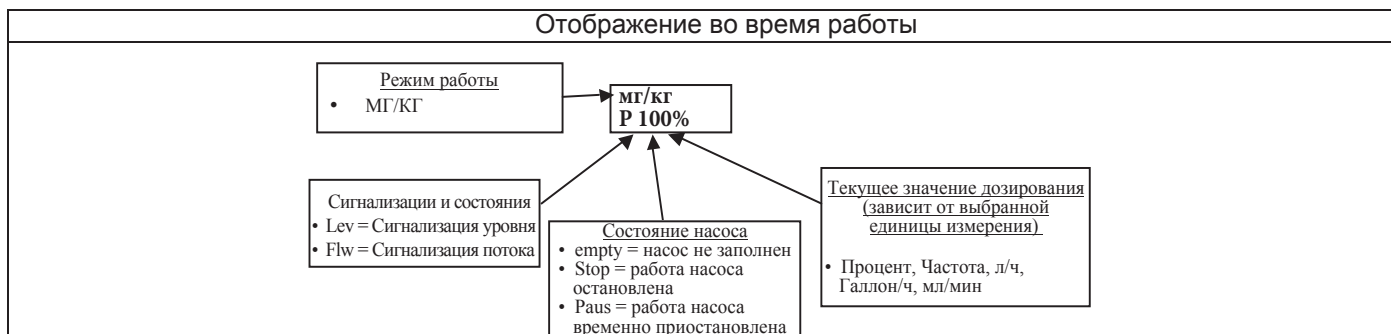 Отображение во время работы
Режим работы
• МГ/КГ
мг/кг
P 100%
Сигнализации и состояния
• Lev = Сигнализация уровня
• Flw = Сигнализация потока
Состояние насоса
• empty = насос не заполнен
• Stop = работа насоса
остановлена
• Paus = работа насоса
временно приостановлена
Текущее значение дозирования
(зависит от выбранной
единицы измерения)
• Процент, Частота, л/ч,
Галлон/ч, мл/мин